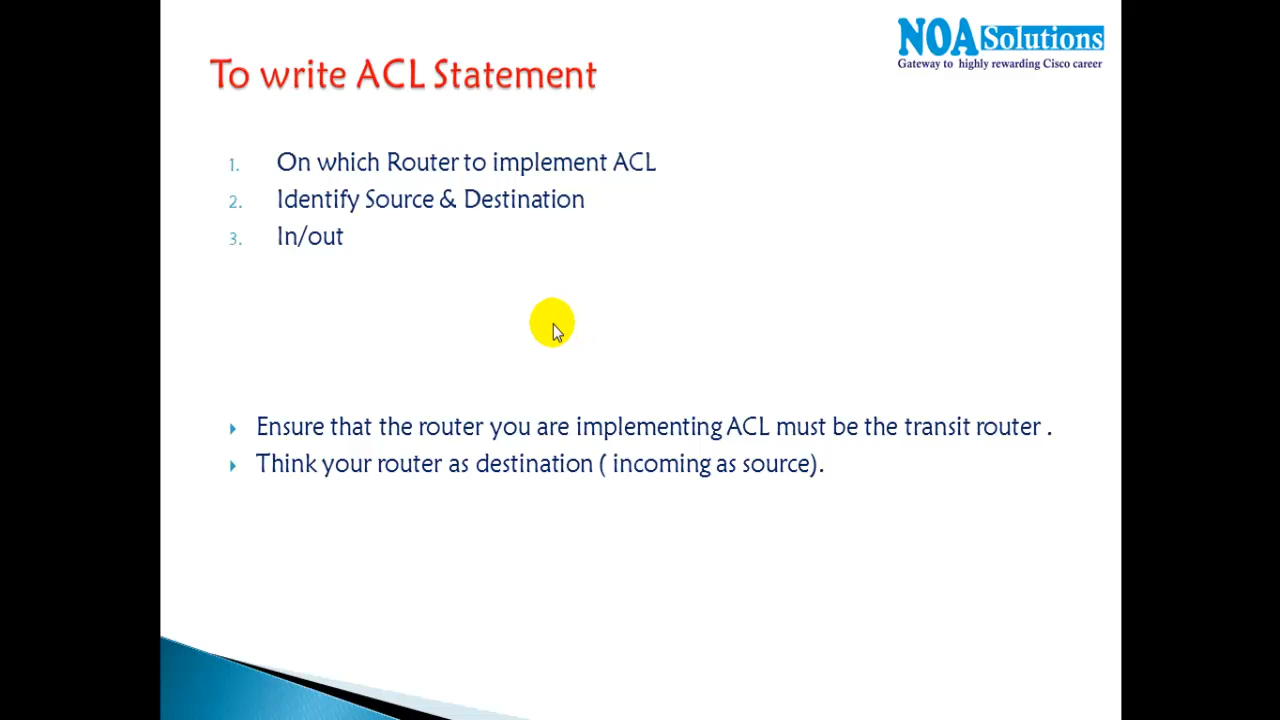 NOA Solutions
Gateway to highly rewarding Cisco career
To write ACL Statement
1. On which Router to implement ACL
2. Identify Source & Destination
3. In/out
Ensure that the router you are implementing ACL must be the transit router .
Think your router as destination ( incoming as source).